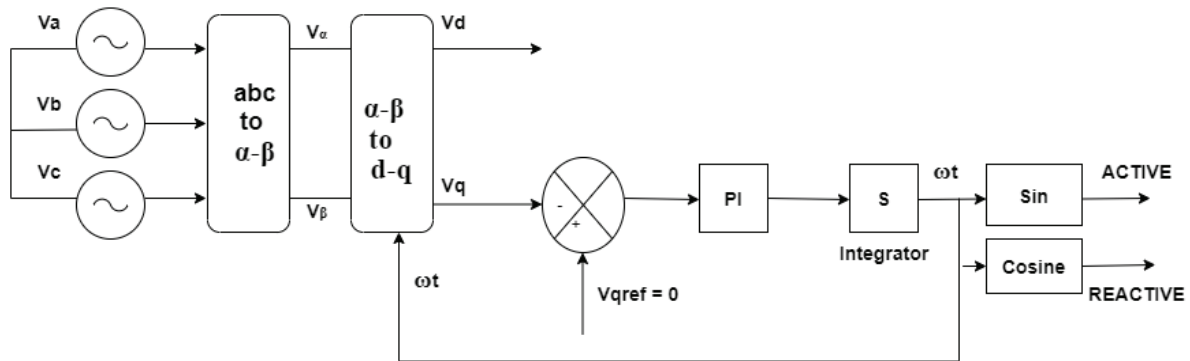 Va
Vb
Vc
abc
to
α-β
Vα
Vβ
α-β
to
d-q
Vd
Vq
ωt
-
+
Vqref = 0
PI
S
Integrator
ωt
Sin
Cosine
ACTIVE
REACTIVE